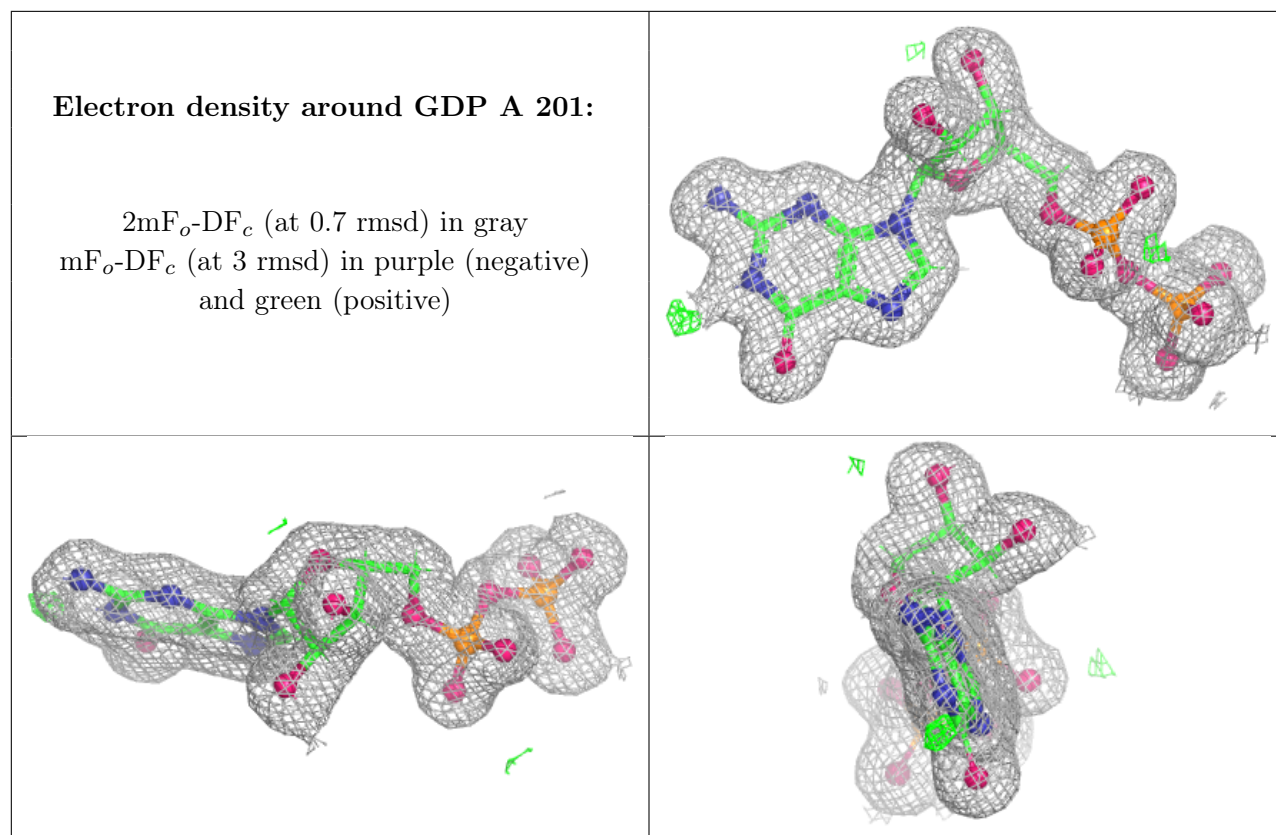 Electron density around GDP A 201:
2mFo-DFc (at 0.7 rmsd) in gray
mFo-DFc (at 3 rmsd) in purple (negative)
and green (positive)